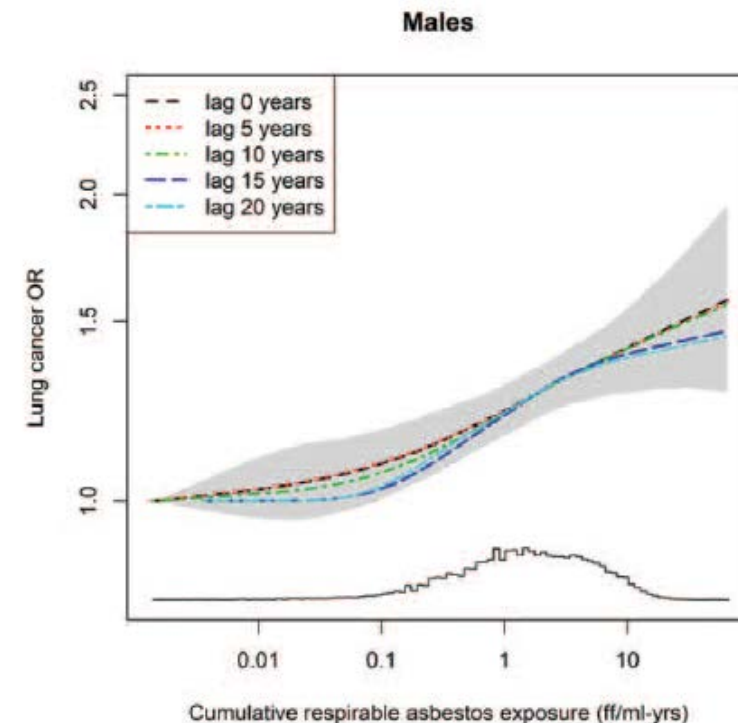 Males
2.5
2.0
1.5
1.0
Lung cancer OR
lag 0 years
lag 5 years
lag 10 years
lag 15 years
lag 20 years
0.01 0.1 1 10
Cumulative respirable asbestos exposure (ff/ml-yrs)